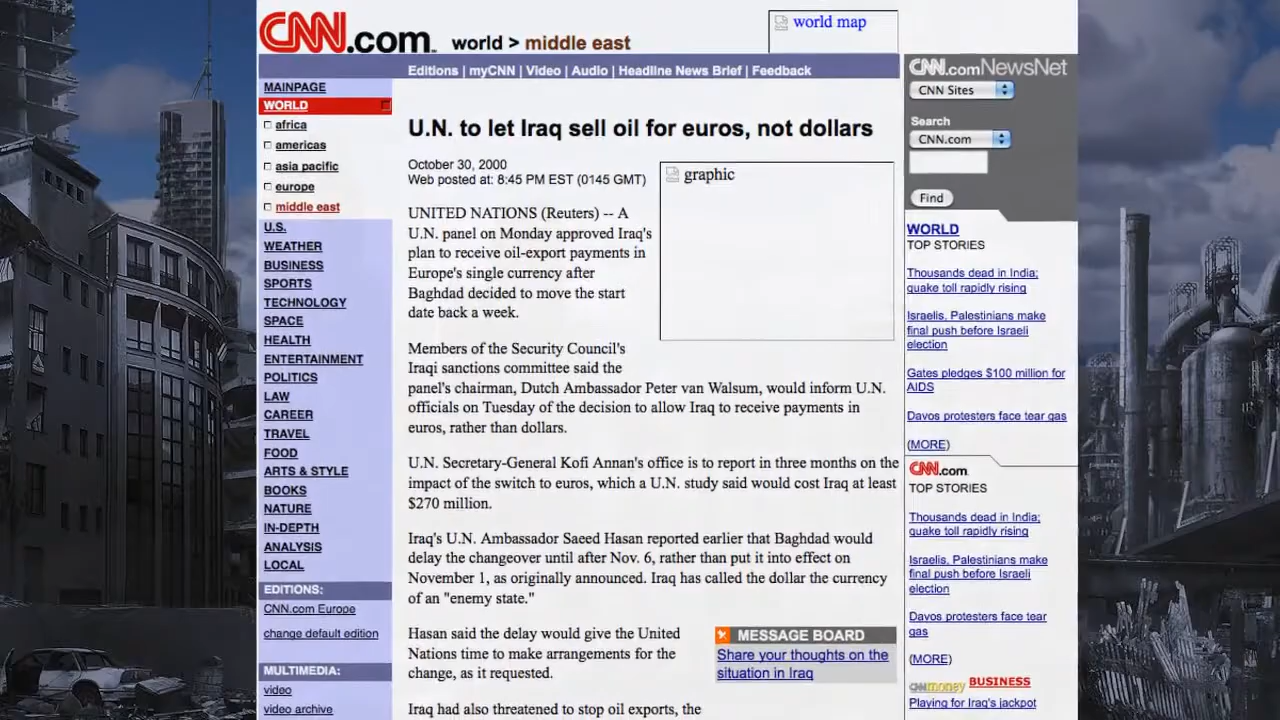 CNN.com world > middle east
world map
Editions | myCNN | Video | Audio | Headline News Brief | Feedback
MAINPAGE
WORLD
africa
americas
asia pacific
europe
middle east
U.S.
WEATHER
BUSINESS
SPORTS
TECHNOLOGY
SPACE
HEALTH
ENTERTAINMENT
POLITICS
LAW
CAREER
TRAVEL
FOOD
ARTS & STYLE
BOOKS
NATURE
IN-DEPTH
ANALYSIS
LOCAL
EDITIONS:
CNN.com Europe
change default edition
MULTIMEDIA:
video
video archive
U.N. to let Iraq sell oil for euros, not dollars
October 30, 2000
Web posted at: 8:45 PM EST (0145 GMT)
graphic
UNITED NATIONS (Reuters) -- A
U.N. panel on Monday approved Iraq's
plan to receive oil-export payments in
Europe's single currency after
Baghdad decided to move the start
date back a week.
Members of the Security Council's
Iraqi sanctions committee said the
panel's chairman, Dutch Ambassador Peter van Walsum, would inform U.N.
officials on Tuesday of the decision to allow Iraq to receive payments in
euros, rather than dollars.
U.N. Secretary-General Kofi Annan's office is to report in three months on the
impact of the switch to euros, which a U.N. study said would cost Iraq at least
$270 million.
Iraq's U.N. Ambassador Saeed Hasan reported earlier that Baghdad would
delay the changeover until after Nov. 6, rather than put it into effect on
November 1, as originally announced. Iraq has called the dollar the currency
of an "enemy state."
Hasan said the delay would give the United
Nations time to make arrangements for the
change, as it requested.
Iraq had also threatened to stop oil exports, the
MESSAGE BOARD
Share your thoughts on the
situation in Iraq
CNN.com NewsNet
CNN Sites
Search
CNN.com
Find
WORLD
TOP STORIES
Thousands dead in India;
quake toll rapidly rising
Israelis, Palestinians make
final push before Israeli
election
Gates pledges $100 million for
AIDS
Davos protesters face tear gas
(MORE)
CNN.com
TOP STORIES
Thousands dead in India;
quake toll rapidly rising
Israelis, Palestinians make
final push before Israeli
election
Davos protesters face tear
gas
(MORE)
CNNmoney BUSINESS
Playing for Iraq's jackpot